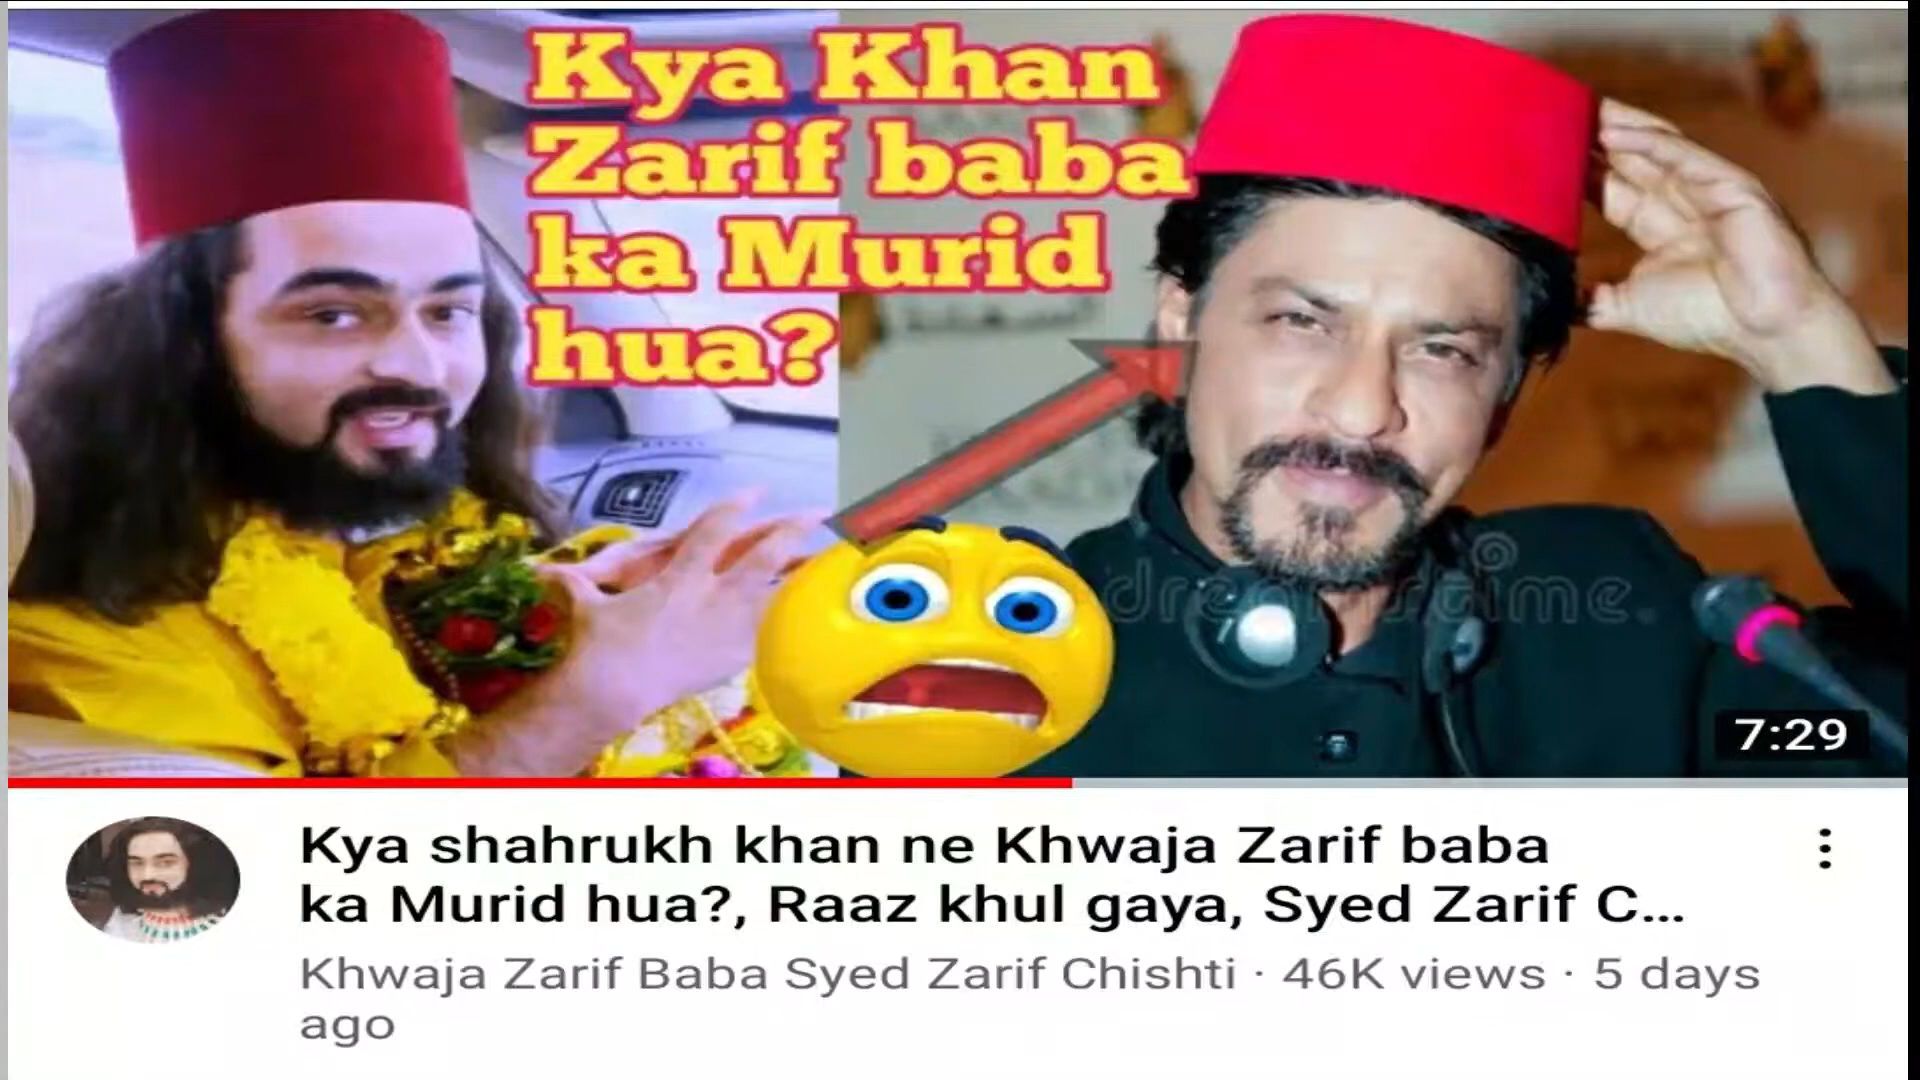 Kya Khan
Zarif baba
ka Murid
hua?
dreamstime.
7:29
Kya shahrukh khan ne Khwaja Zarif baba
ka Murid hua?, Raaz khul gaya, Syed Zarif C...
Khwaja Zarif Baba Syed Zarif Chishti · 46K views · 5 days
ago